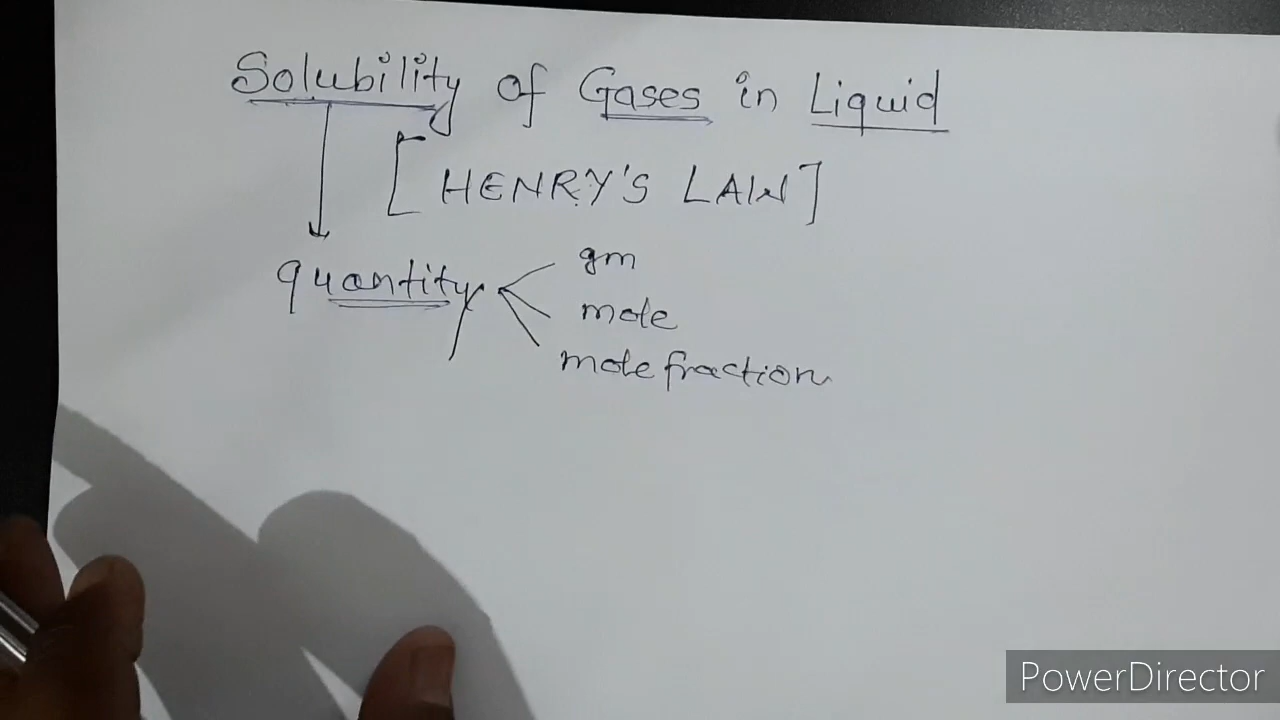 Solubility of Gases in Liquid
[HENRY'S LAW]
quantity
gm
mole
mole fraction
PowerDirector